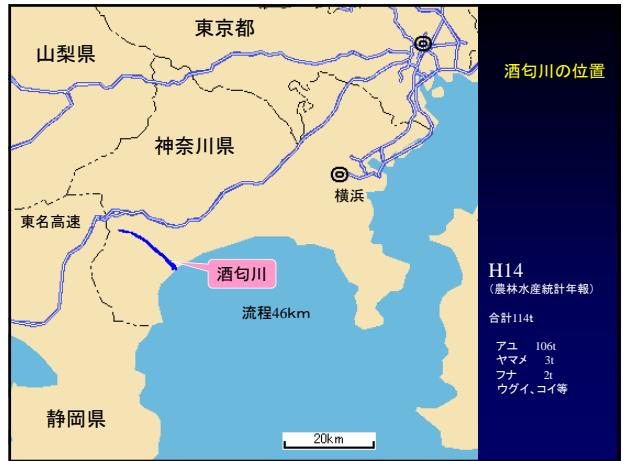 東京都
山梨県
神奈川県
横浜
東名高速
酒匂川
流程46km
静岡県
20km
酒匂川の位置
H14
(農林水産統計年報)
合計114t
アユ 106t
ヤマメ 3t
フナ 2t
ウグイ、コイ等